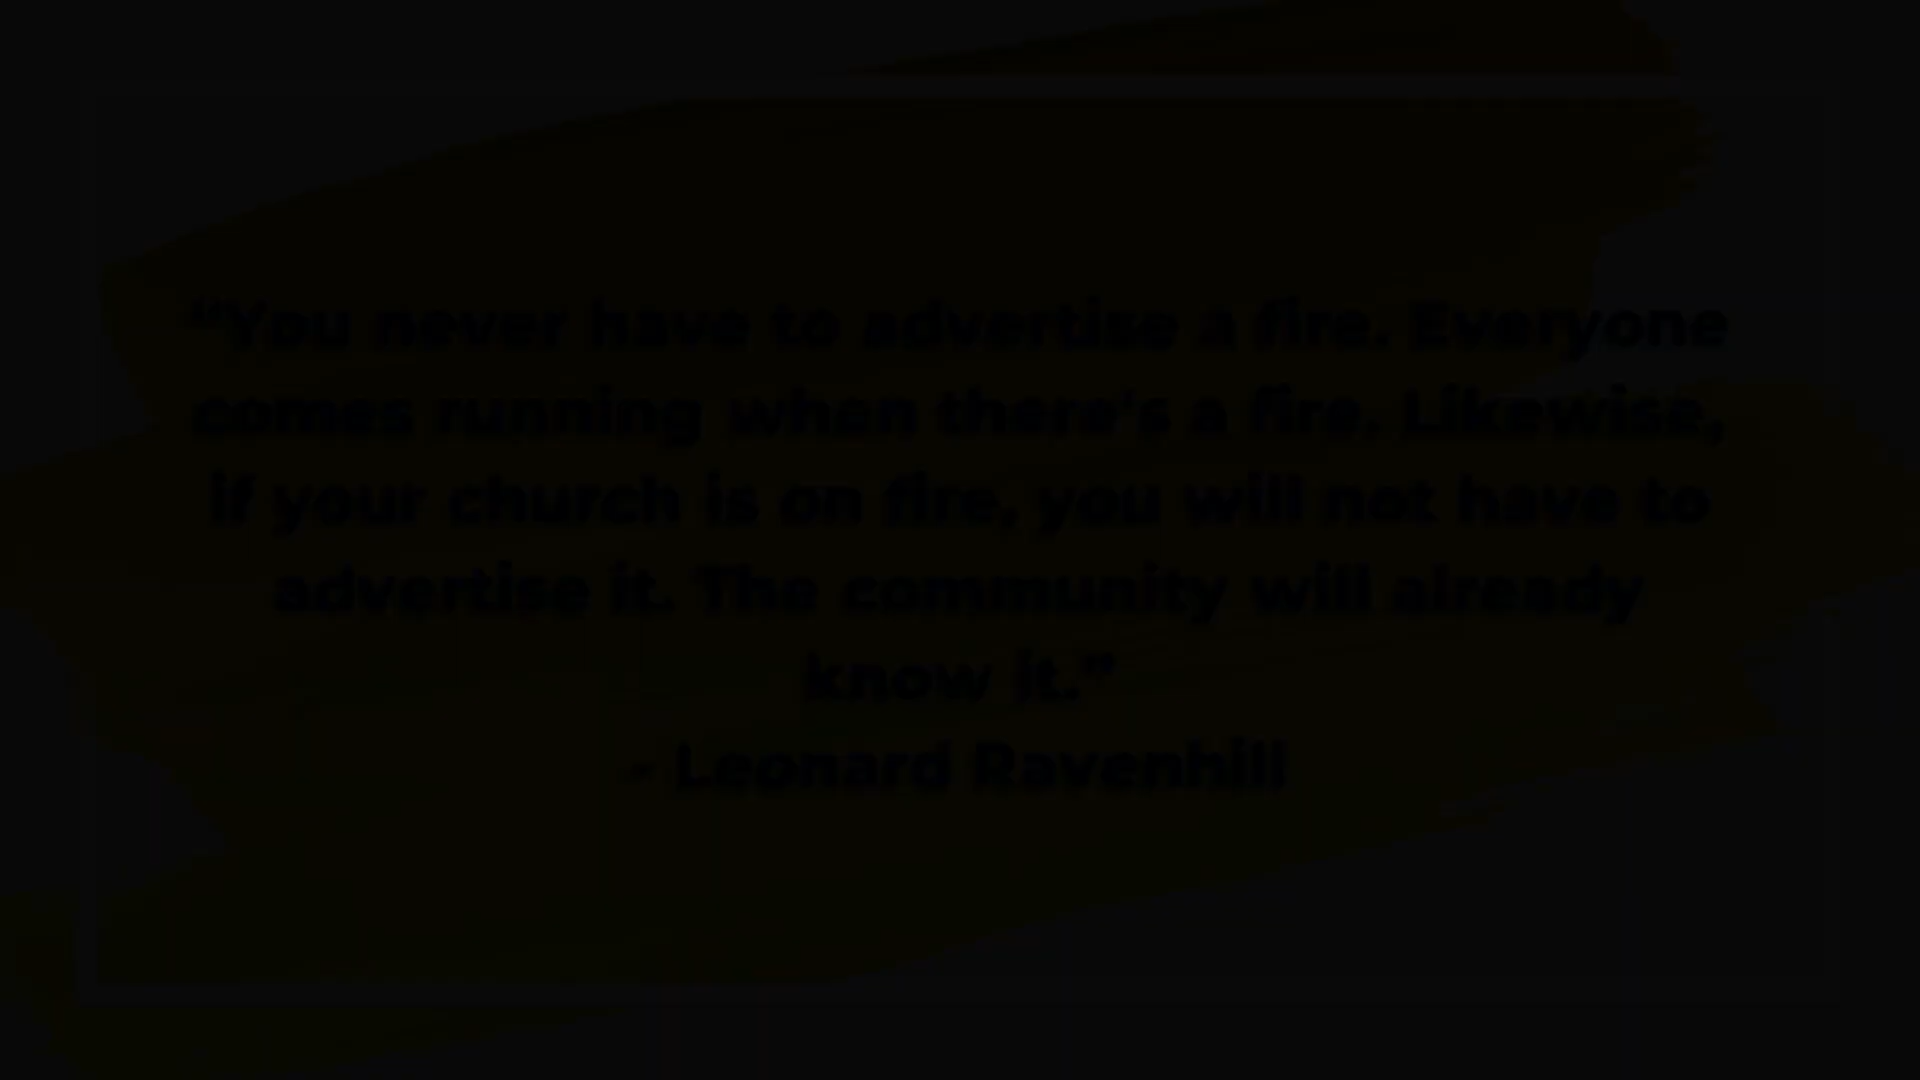 “You never have to advertise a fire. Everyone
comes running when there's a fire. Likewise,
if your church is on fire, you will not have to
advertise it. The community will already
know it.”
- Leonard Ravenhill